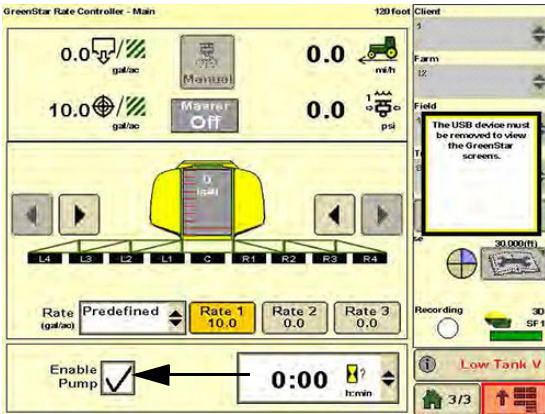 GreenStar Rate Controller - Main
120 foot
Client
1
0.0
gal/ac
Manual
0.0
mi/h
Farm
12
10.0
gal/ac
Master
Off
0.0
1
psi
Field
The USB device must
be removed to view
the GreenStar
screens.
0
(gal)
L4 L3 L2 L1 C R1 R2 R3 R4
se
30.000(ft)
Rate
(gal/ac)
Predefined
Rate 1
10.0
Rate 2
0.0
Rate 3
0.0
Recording
3D
SF1
Enable
Pump
0:00
?
h:min
Low Tank V
3/3